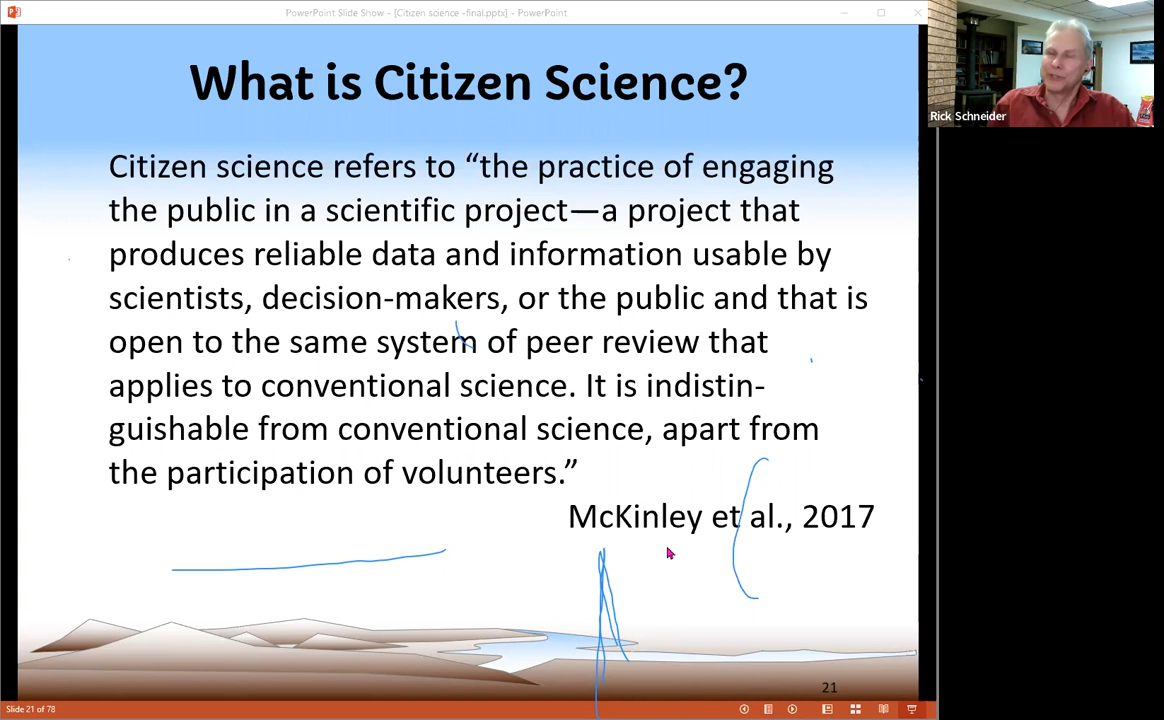 PowerPoint Slide Show - [Citizen science -final.pptx] - PowerPoint
What is Citizen Science?
Rick Schneider
Citizen science refers to “the practice of engaging
the public in a scientific project—a project that
produces reliable data and information usable by
scientists, decision-makers, or the public and that is
open to the same system of peer review that
applies to conventional science. It is indistin-
guishable from conventional science, apart from
the participation of volunteers.”
McKinley et al., 2017
21
Slide 21 of 78